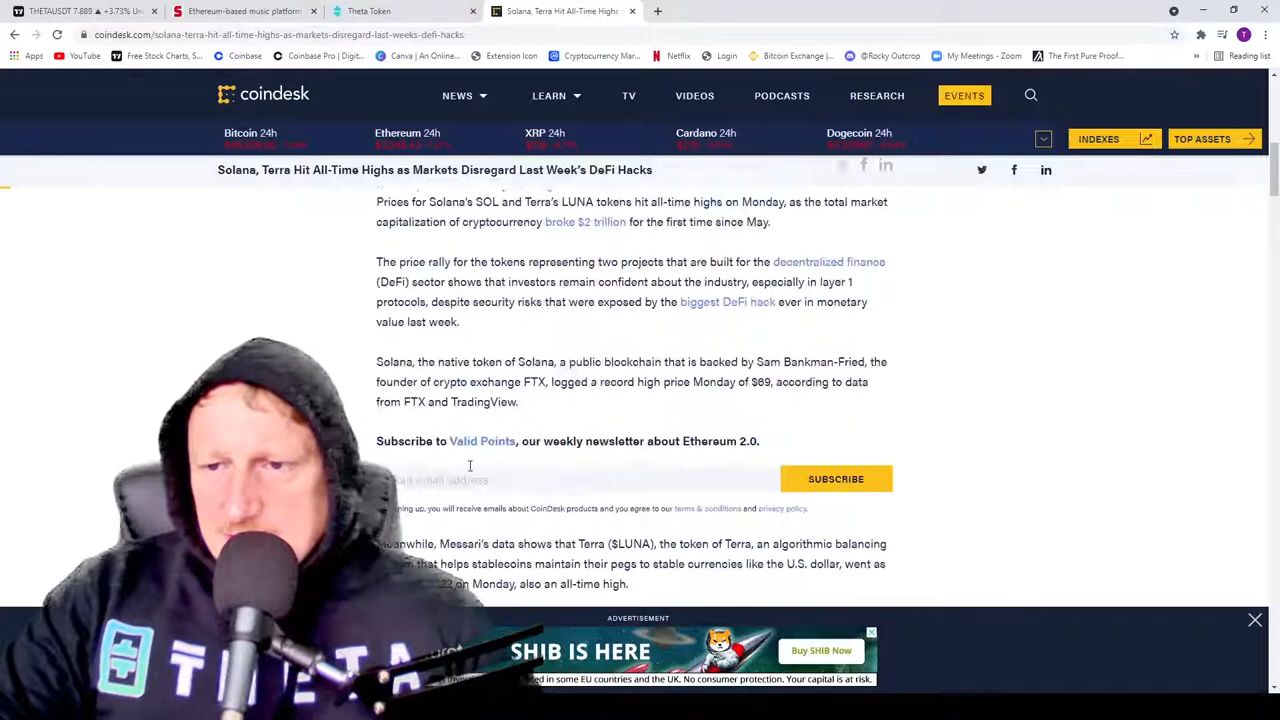 THETAUSDT 7.889 ▲ +3.73% Un
Ethereum-based music platform
Theta Token
Solana, Terra Hit All-Time Highs
coindesk.com/solana-terra-hit-all-time-highs-as-markets-disregard-last-weeks-defi-hacks
Apps YouTube Free Stock Charts, S... Coinbase Coinbase Pro | Digit... Canva | An Online... Extension Icon Cryptocurrency Mar... Netflix Login Bitcoin Exchange |... @Rocky Outcrop My Meetings - Zoom The First Pure Proof... » Reading list
coindesk NEWS LEARN TV VIDEOS PODCASTS RESEARCH EVENTS
Bitcoin 24h Ethereum 24h XRP 24h Cardano 24h Dogecoin 24h
INDEXES TOP ASSETS
Solana, Terra Hit All-Time Highs as Markets Disregard Last Week's DeFi Hacks
Prices for Solana's SOL and Terra's LUNA tokens hit all-time highs on Monday, as the total market
capitalization of cryptocurrency broke $2 trillion for the first time since May.
The price rally for the tokens representing two projects that are built for the decentralized finance
(DeFi) sector shows that investors remain confident about the industry, especially in layer 1
protocols, despite security risks that were exposed by the biggest DeFi hack ever in monetary
value last week.
Solana, the native token of Solana, a public blockchain that is backed by Sam Bankman-Fried, the
founder of crypto exchange FTX, logged a record high price Monday of $69, according to data
from FTX and TradingView.
Subscribe to Valid Points, our weekly newsletter about Ethereum 2.0.
email address
SUBSCRIBE
up, you will receive emails about CoinDesk products and you agree to our terms & conditions and privacy policy.
Meanwhile, Messari's data shows that Terra ($LUNA), the token of Terra, an algorithmic balancing
that helps stablecoins maintain their pegs to stable currencies like the U.S. dollar, went as
on Monday, also an all-time high.
ADVERTISEMENT
SHIB IS HERE
Buy SHIB Now
in some EU countries and the UK. No consumer protection. Your capital is at risk.
THETA